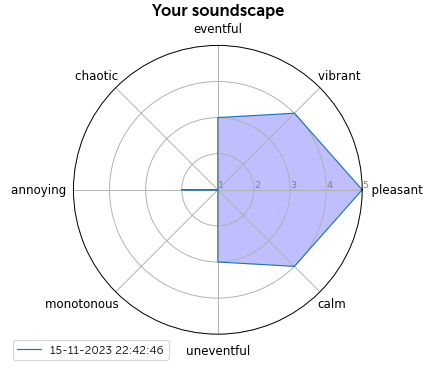 Your soundscape
eventful
chaotic
vibrant
annoying
1 2 3 4 5
pleasant
monotonous
calm
15-11-2023 22:42:46
uneventful